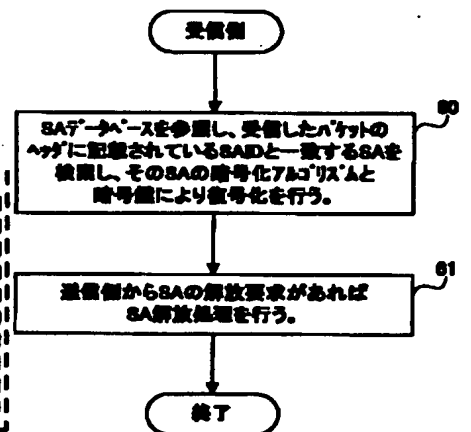 受信側
60
SAデータベースを参照し、受信したパケットの
ヘッダに記載されているSAIDと一致するSAを
検索し、そのSAの暗号化アルゴリズムと
暗号鍵により復号化を行う。
61
送信側からSAの解放要求があれば
SA解放処理を行う。
終了